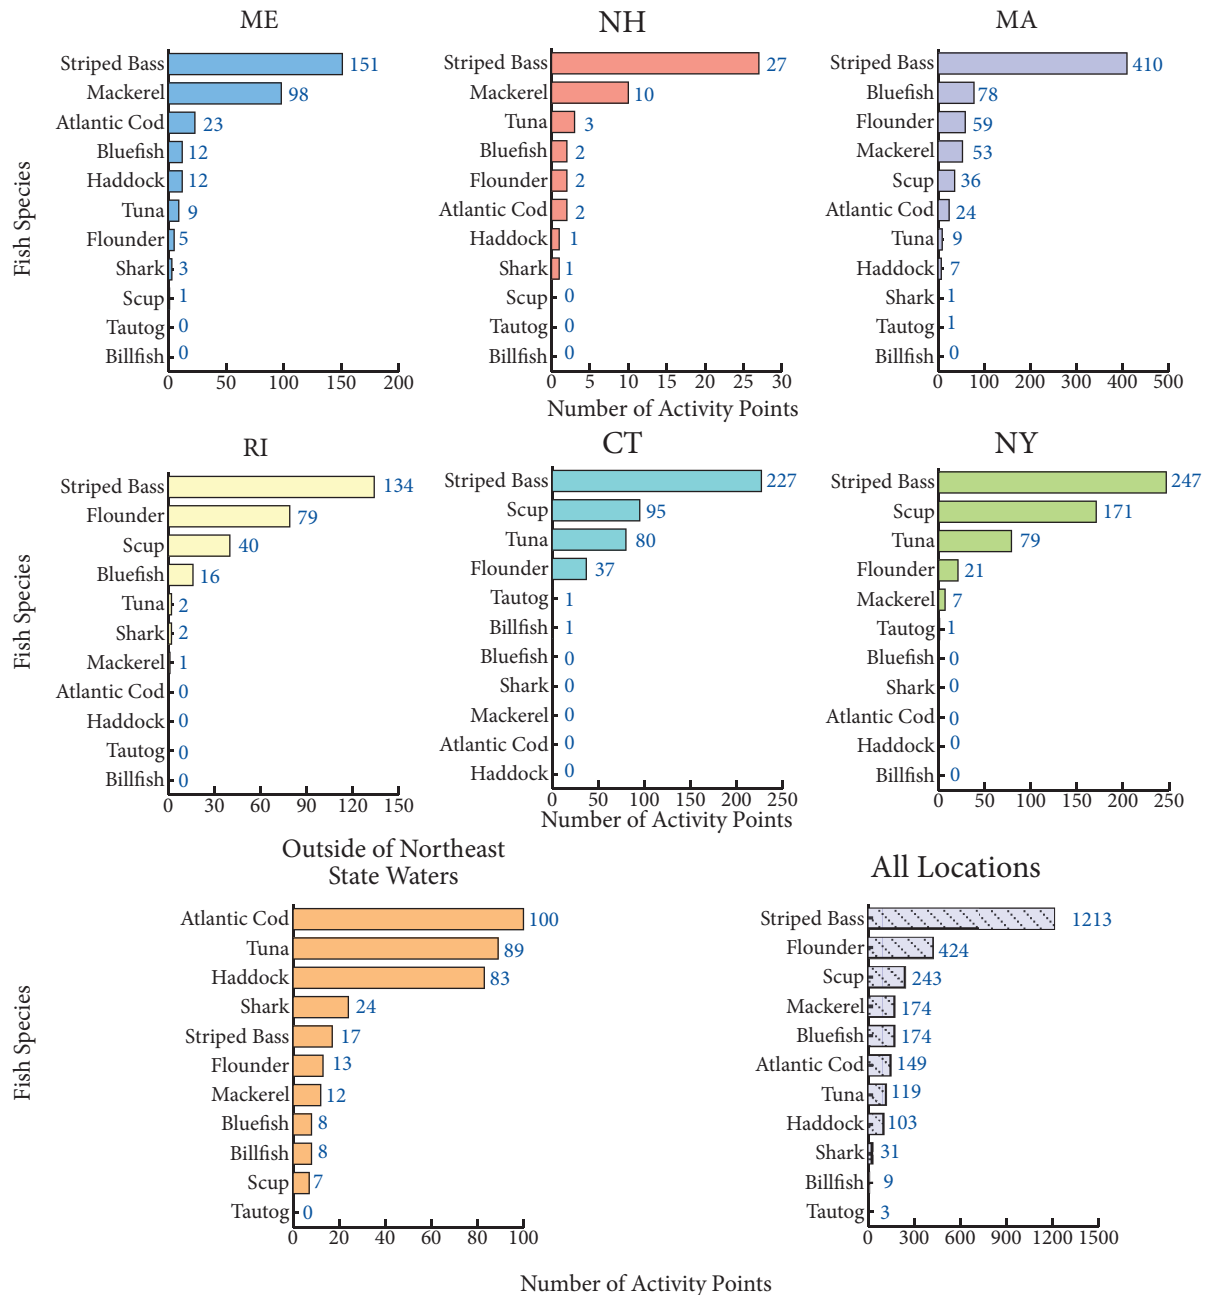 ME
Striped Bass 151
Mackerel 98
Atlantic Cod 23
Bluefish 12
Haddock 12
Tuna 9
Flounder 5
Shark 3
Scup 1
Tautog 0
Billfish 0
0 50 100 150 200
Fish Species
NH
Striped Bass 27
Mackerel 10
Tuna 3
Bluefish 2
Flounder 2
Atlantic Cod 2
Haddock 1
Shark 1
Scup 0
Tautog 0
Billfish 0
0 5 10 15 20 25 30
Number of Activity Points
MA
Striped Bass 410
Bluefish 78
Flounder 59
Mackerel 53
Scup 36
Atlantic Cod 24
Tuna 9
Haddock 7
Shark 1
Tautog 1
Billfish 0
0 100 200 300 400 500
RI
Striped Bass 134
Flounder 79
Scup 40
Bluefish 16
Tuna 2
Shark 2
Mackerel 1
Atlantic Cod 0
Haddock 0
Tautog 0
Billfish 0
0 30 60 90 120 150
Fish Species
CT
Striped Bass 227
Scup 95
Tuna 80
Flounder 37
Tautog 1
Billfish 1
Bluefish 0
Shark 0
Mackerel 0
Atlantic Cod 0
Haddock 0
0 50 100 150 200 250
Number of Activity Points
NY
Striped Bass 247
Scup 171
Tuna 79
Flounder 21
Mackerel 7
Tautog 1
Bluefish 0
Shark 0
Atlantic Cod 0
Haddock 0
Billfish 0
0 50 100 150 200 250
Outside of Northeast
State Waters
Atlantic Cod 100
Tuna 89
Haddock 83
Shark 24
Striped Bass 17
Flounder 13
Mackerel 12
Bluefish 8
Billfish 8
Scup 7
Tautog 0
0 20 40 60 80 100
Fish Species
All Locations
Striped Bass 1213
Flounder 424
Scup 243
Mackerel 174
Bluefish 174
Atlantic Cod 149
Tuna 119
Haddock 103
Shark 31
Billfish 9
Tautog 3
0 300 600 900 1200 1500
Number of Activity Points